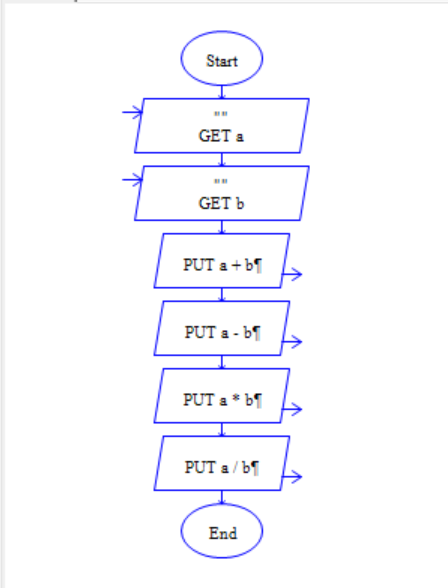 Start
""
GET a
""
GET b
PUT a + b¶
PUT a - b¶
PUT a * b¶
PUT a / b¶
End